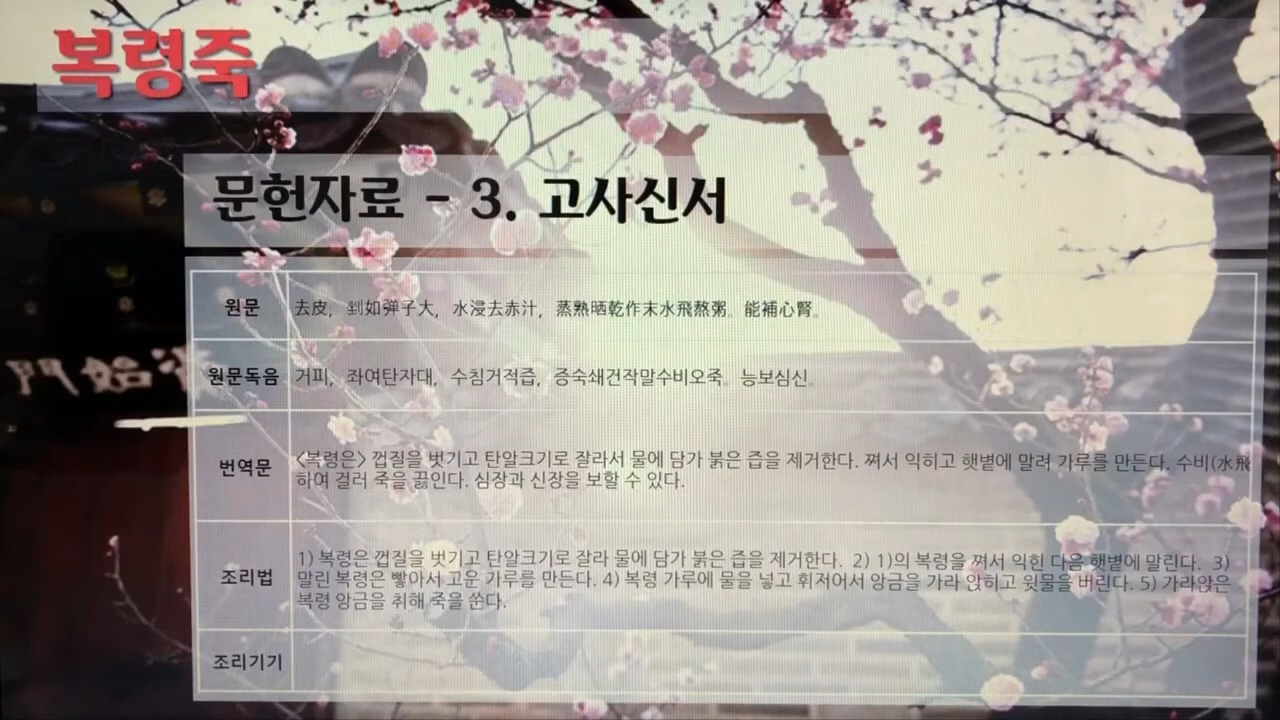 복령죽
문헌자료 - 3. 고사신서
원문
去皮, 剉如弾子大, 水浸去赤汁, 蒸熟晒乾作末水飛熬粥。能補心腎。
원문독음
거피, 좌여탄자대, 수침거적즙, 증숙쇄건작말수비오죽。능보심신。
번역문
<복령은> 껍질을 벗기고 탄알크기로 잘라서 물에 담가 붉은 즙을 제거한다. 쪄서 익히고 햇볕에 말려 가루를 만든다. 수비(水飛
하여 걸러 죽을 끓인다. 심장과 신장을 보할 수 있다.
조리법
1) 복령은 껍질을 벗기고 탄알크기로 잘라 물에 담가 붉은 즙을 제거한다. 2) 1)의 복령을 쪄서 익힌 다음 햇볕에 말린다. 3)
말린 복령은 빻아서 고운 가루를 만든다. 4) 복령 가루에 물을 넣고 휘저어서 앙금을 가라 앉히고 윗물을 버린다. 5) 가라앉은
복령 앙금을 취해 죽을 쑨다.
조리기기
門始